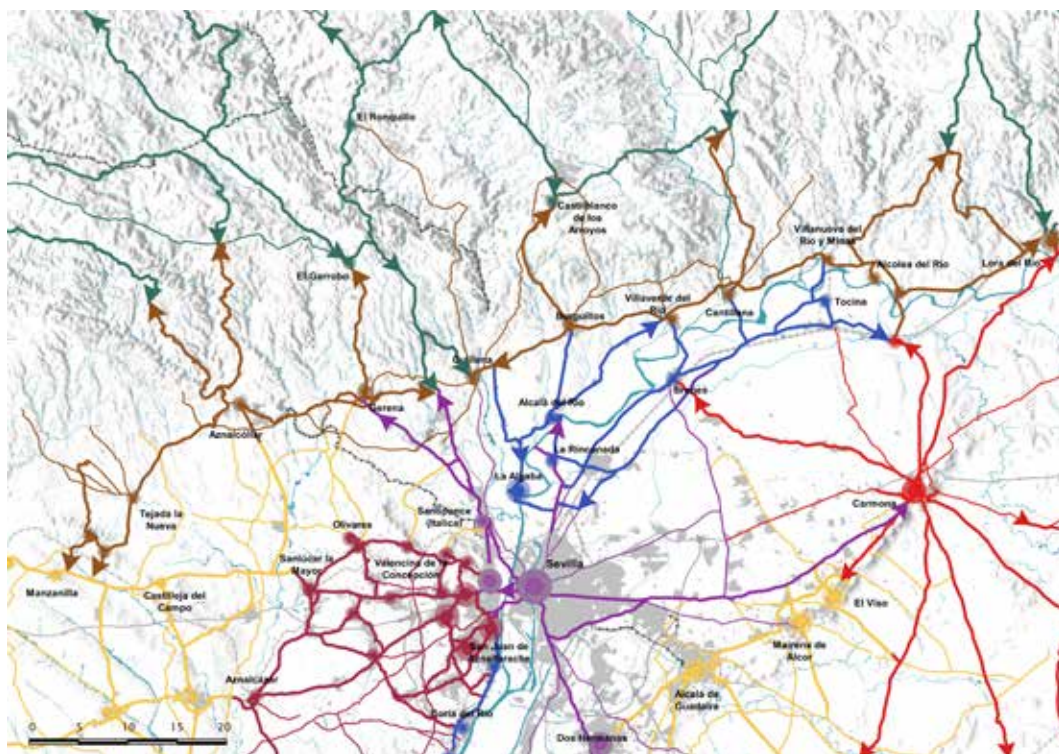 El Ronquillo
Castilblanco
de los
Arroyos
Villanueva del
Río y Minas
Alcolea del Río
Lora del Río
El Garrobo
Villaverde del
Río
Tocina
Cantillana
Burguillos
Guillena
Brenes
Gerena
Alcalá del Río
Aznalcóllar
La Rinconada
La Algaba
Carmona
Tejada la
Nueva
Santiponce
(Italica)
Olivares
Sanlúcar la
Mayor
Valencina de la
Concepción
Sevilla
Manzanilla
Castilleja del
Campo
El Viso
Mairena de
Alcor
San Juan de
Aznalfarache
Aznalcázar
Alcalá de
Guadaira
Coria del Río
Dos Hermanas
0 5 10 15 20